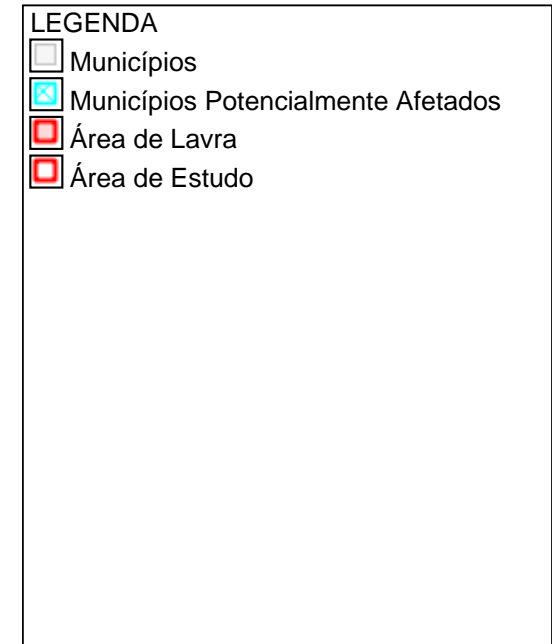 LEGENDA
Municípios
Municípios Potencialmente Afetados
Área de Lavra
Área de Estudo